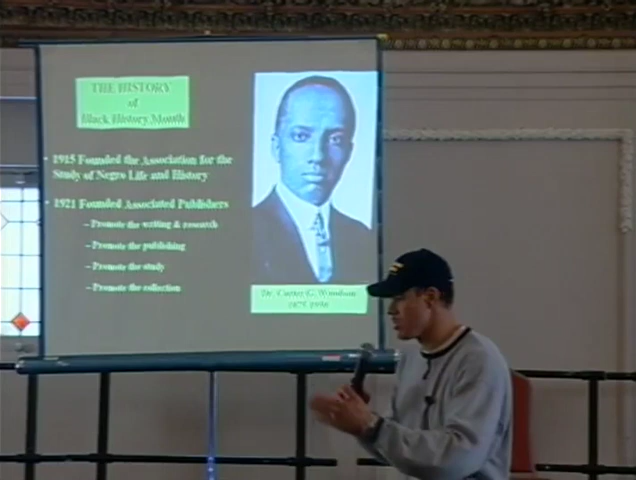 THE HISTORY
of
Black History Month
• 1915 Founded the Association for the
Study of Negro Life and History
• 1921 Founded Associated Publishers
– Promote the writing & research
– Promote the publishing
– Promote the study
– Promote the collection
Dr. Carter G. Woodson
1875-1950